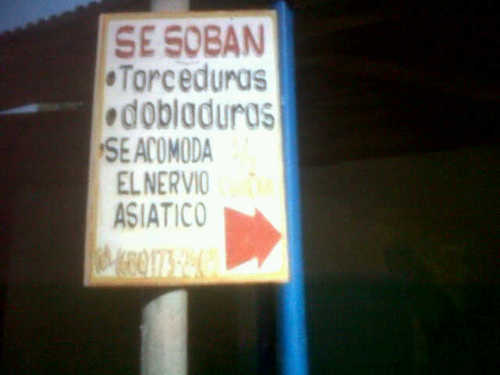 SE SOBAN
• Torceduras
• dobladuras
• SE ACOMODA
EL NERVIO
ASIATICO